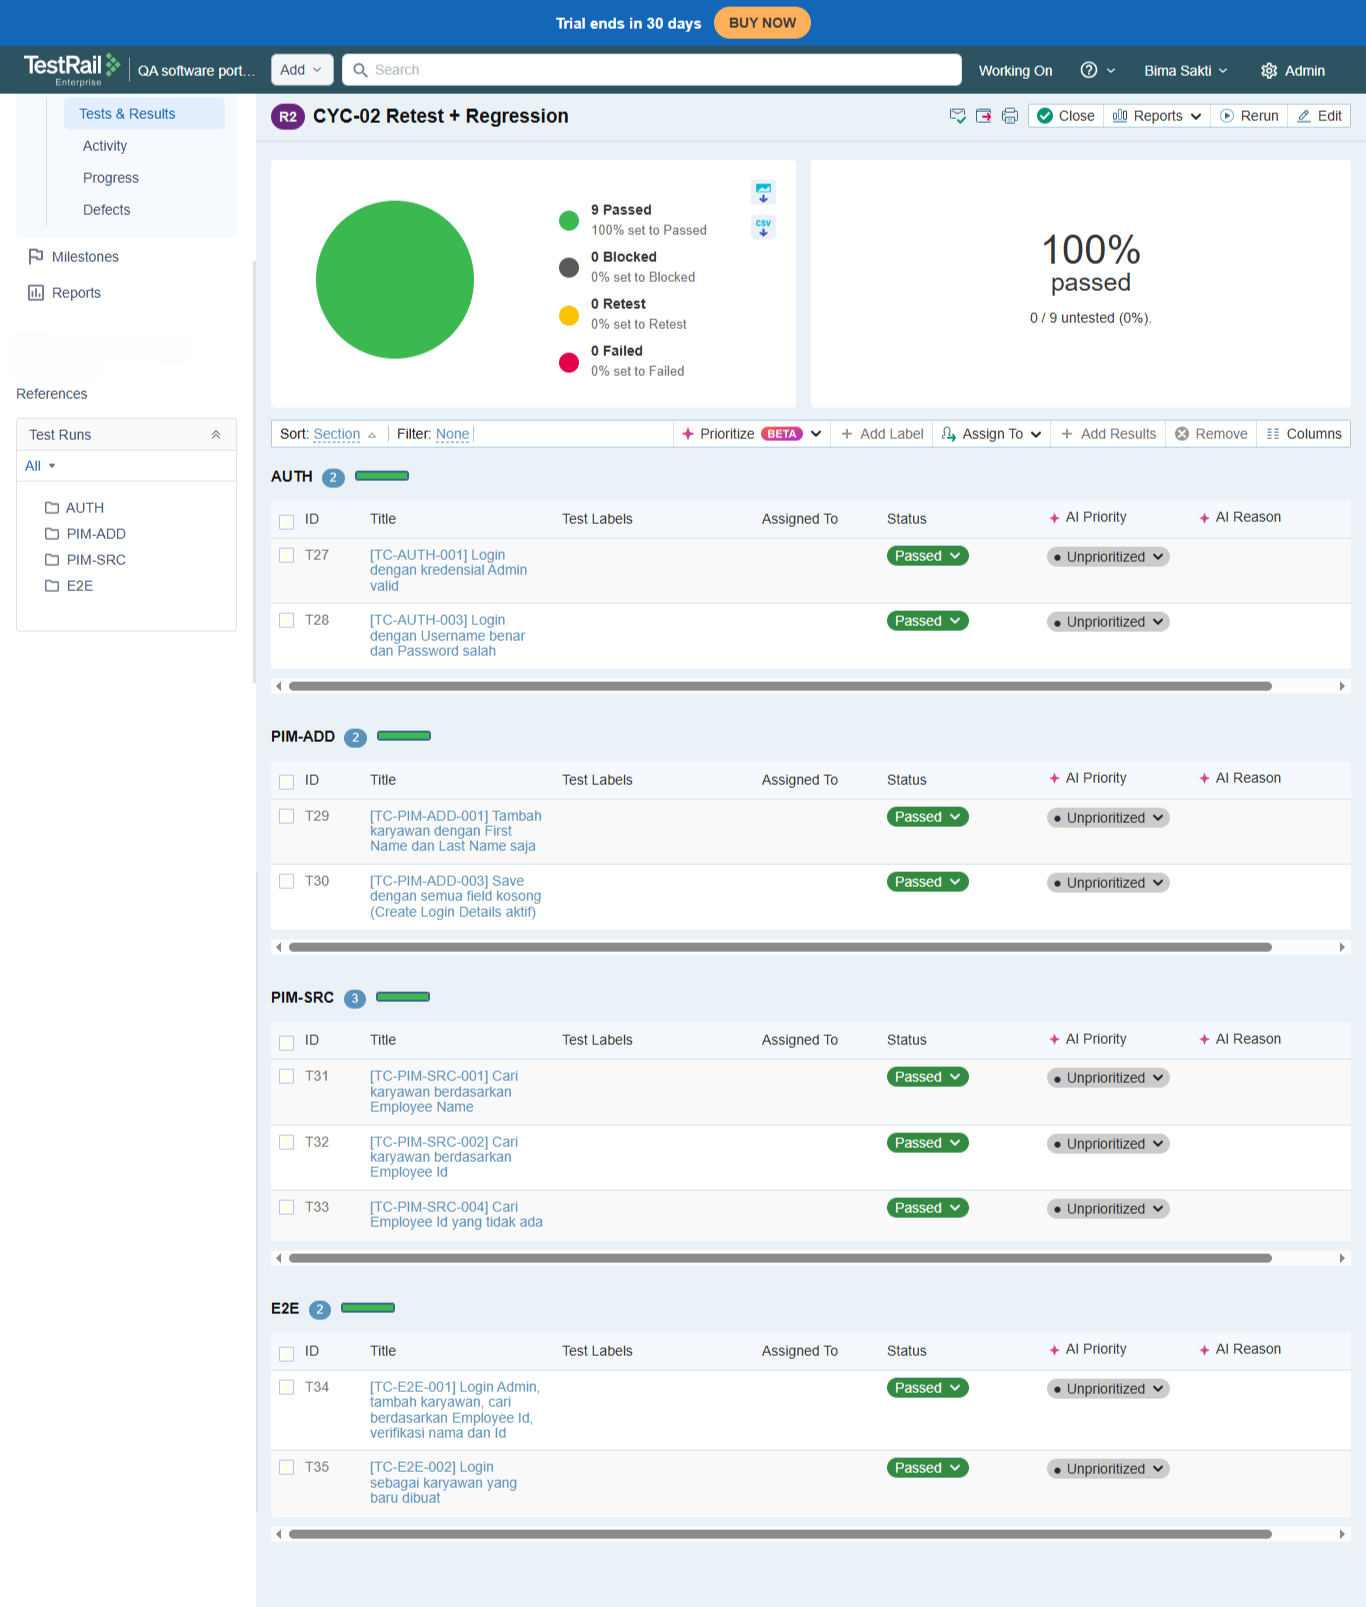 Trial ends in 30 days BUY NOW
TestRail Enterprise QA software port... Add Search Working On Bima Sakti Admin
Tests & Results
Activity
Progress
Defects
Milestones
Reports
References
Test Runs
All
AUTH
PIM-ADD
PIM-SRC
E2E
R2 CYC-02 Retest + Regression Close Reports Rerun Edit
9 Passed
100% set to Passed
0 Blocked
0% set to Blocked
0 Retest
0% set to Retest
0 Failed
0% set to Failed
CSV
100%
passed
0 / 9 untested (0%).
Sort: Section Filter: None Prioritize BETA Add Label Assign To Add Results Remove Columns
AUTH 2
ID Title Test Labels Assigned To Status AI Priority AI Reason
T27 [TC-AUTH-001] Login Passed Unprioritized
dengan kredensial Admin
valid
T28 [TC-AUTH-003] Login Passed Unprioritized
dengan Username benar
dan Password salah
PIM-ADD 2
ID Title Test Labels Assigned To Status AI Priority AI Reason
T29 [TC-PIM-ADD-001] Tambah Passed Unprioritized
karyawan dengan First
Name dan Last Name saja
T30 [TC-PIM-ADD-003] Save Passed Unprioritized
dengan semua field kosong
(Create Login Details aktif)
PIM-SRC 3
ID Title Test Labels Assigned To Status AI Priority AI Reason
T31 [TC-PIM-SRC-001] Cari Passed Unprioritized
karyawan berdasarkan
Employee Name
T32 [TC-PIM-SRC-002] Cari Passed Unprioritized
karyawan berdasarkan
Employee Id
T33 [TC-PIM-SRC-004] Cari Passed Unprioritized
Employee Id yang tidak ada
E2E 2
ID Title Test Labels Assigned To Status AI Priority AI Reason
T34 [TC-E2E-001] Login Admin, Passed Unprioritized
tambah karyawan, cari
berdasarkan Employee Id,
verifikasi nama dan Id
T35 [TC-E2E-002] Login Passed Unprioritized
sebagai karyawan yang
baru dibuat